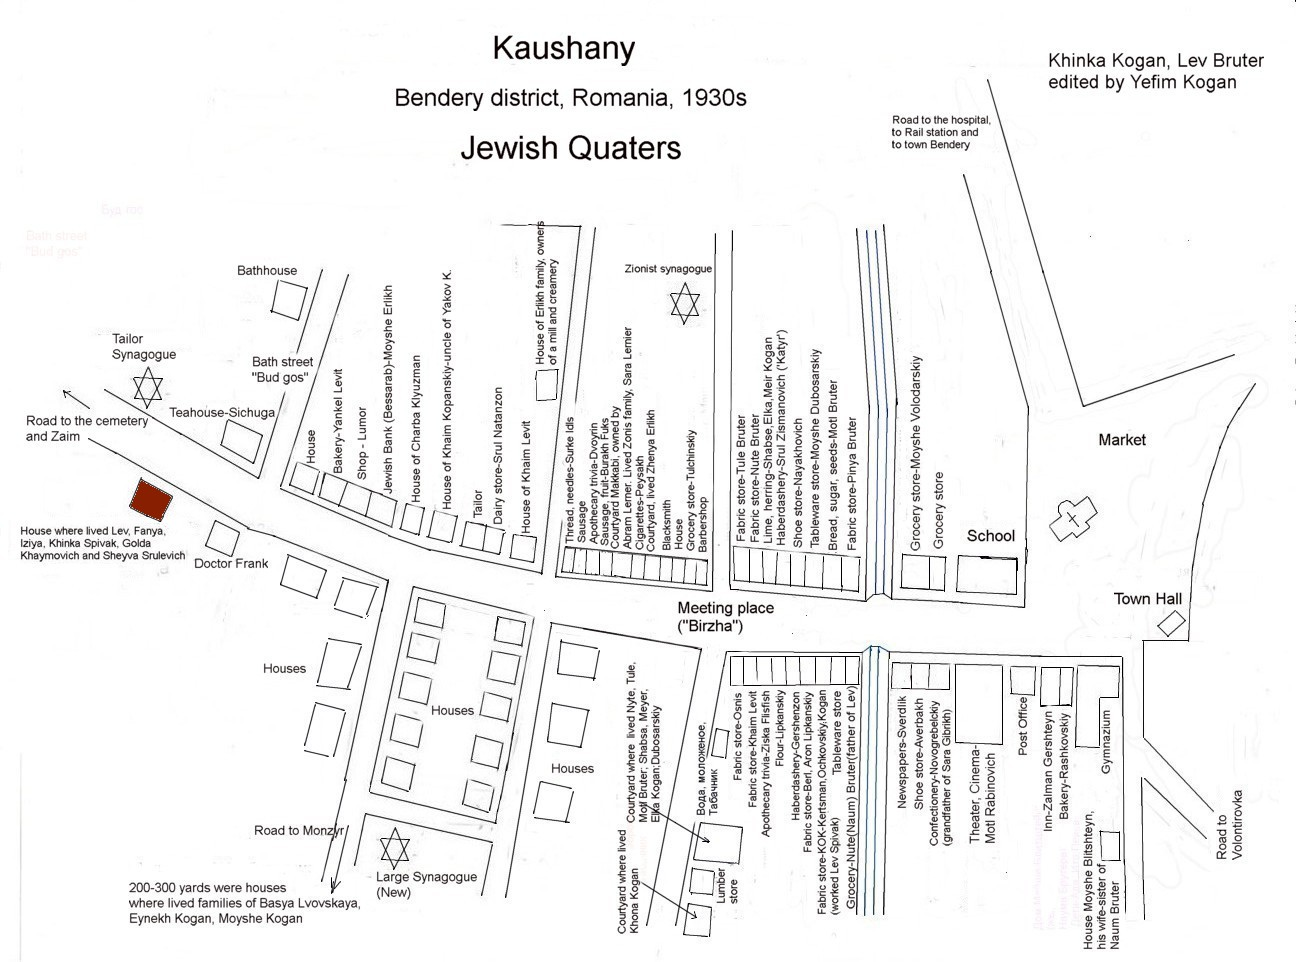 Kaushany
Bendery district, Romania, 1930s
Jewish Quaters
Khinka Kogan, Lev Bruter
edited by Yefim Kogan
Road to the hospital,
to Rail station and
to town Bendery
Bath street
"Bud gos"
Bathhouse
Tailor
Synagogue
Bath street
"Bud gos"
Teahouse-Sichuga
Road to the cemetery
and Zaim
House where lived Lev, Fanya,
Iziya, Khinka Spivak, Golda
Khaymovich and Sheyva Srulevich
Doctor Frank
House
Bakery-Yankel Levit
Shop - Lumor
Jewish Bank (Bessarab)-Moyshe Erlikh
House of Charba Klyuzman
House of Khaim Kopanskiy-uncle of Yakov K.
Tailor
Dairy store-Srul Natanzon
House of Khaim Levit
House of Erlikh family, owners
of a mill and creamery
Zionist synagogue
Thread, needles-Surke Idis
Sausage
Apothecary trivia-Dvoyrin
Sausage, fruit-Burakh Fuks
Courtyard Makkabi, owned by
Abram Lerner. Lived Zonis family, Sara Lerner
Cigarettes-Peysakh
Courtyard, lived Zhenya Erlikh
Blacksmith
House
Grocery store-Tulchinskiy
Barbershop
Fabric store-Tule Bruter
Fabric store-Nute Bruter
Lime, herring-Shabse,Elka,Meir Kogan
Haberdashery-Srul Zismanovich ('Katyr')
Shoe store-Nayakhovich
Tableware store-Moyshe Dubosarskiy
Bread, sugar, seeds-Motl Bruter
Fabric store-Pinya Bruter
Grocery store-Moyshe Volodarskiy
Grocery store
School
Market
Town Hall
Meeting place
("Birzha")
Houses
Houses
Houses
Road to Monzyr
Large Synagogue
(New)
200-300 yards were houses
where lived families of Basya Lvovskaya,
Eynekh Kogan, Moyshe Kogan
Courtyard where lived Nyte, Tule,
Motl Bruter; Shabsa, Meyer,
Elka Kogan;Dubosarskiy
Courtyard where lived
Khona Kogan
Вода, моложеное,
Табачник
Lumber
store
Fabric store-Osnis
Fabric store-Khaim Levit
Apothecary trivia-Ziska Flisfish
Flour-Lipkanskiy
Haberdashery-Gershenzon
Fabric store-Berl, Aron Lipkanskiy
Fabric store-KOK-Kertsman,Ochkovskiy,Kogan
(worked Lev Spivak)
Tableware store
Grocery-Nute(Naum) Bruter(father of Lev)
Newspapers-Sverdlik
Shoe store-Averbakh
Confectionery-Novogrebelckiy
(grandfather of Sara Gibrikh)
Theater, Cinema-
Motl Rabinovich
Post Office
Inn-Zalman Gershteyn
Bakery-Rashkovskiy
Gymnazium
House Moyshe Blitshteyn,
his wife-sister of
Naum Bruter
Road to
Volontirovka